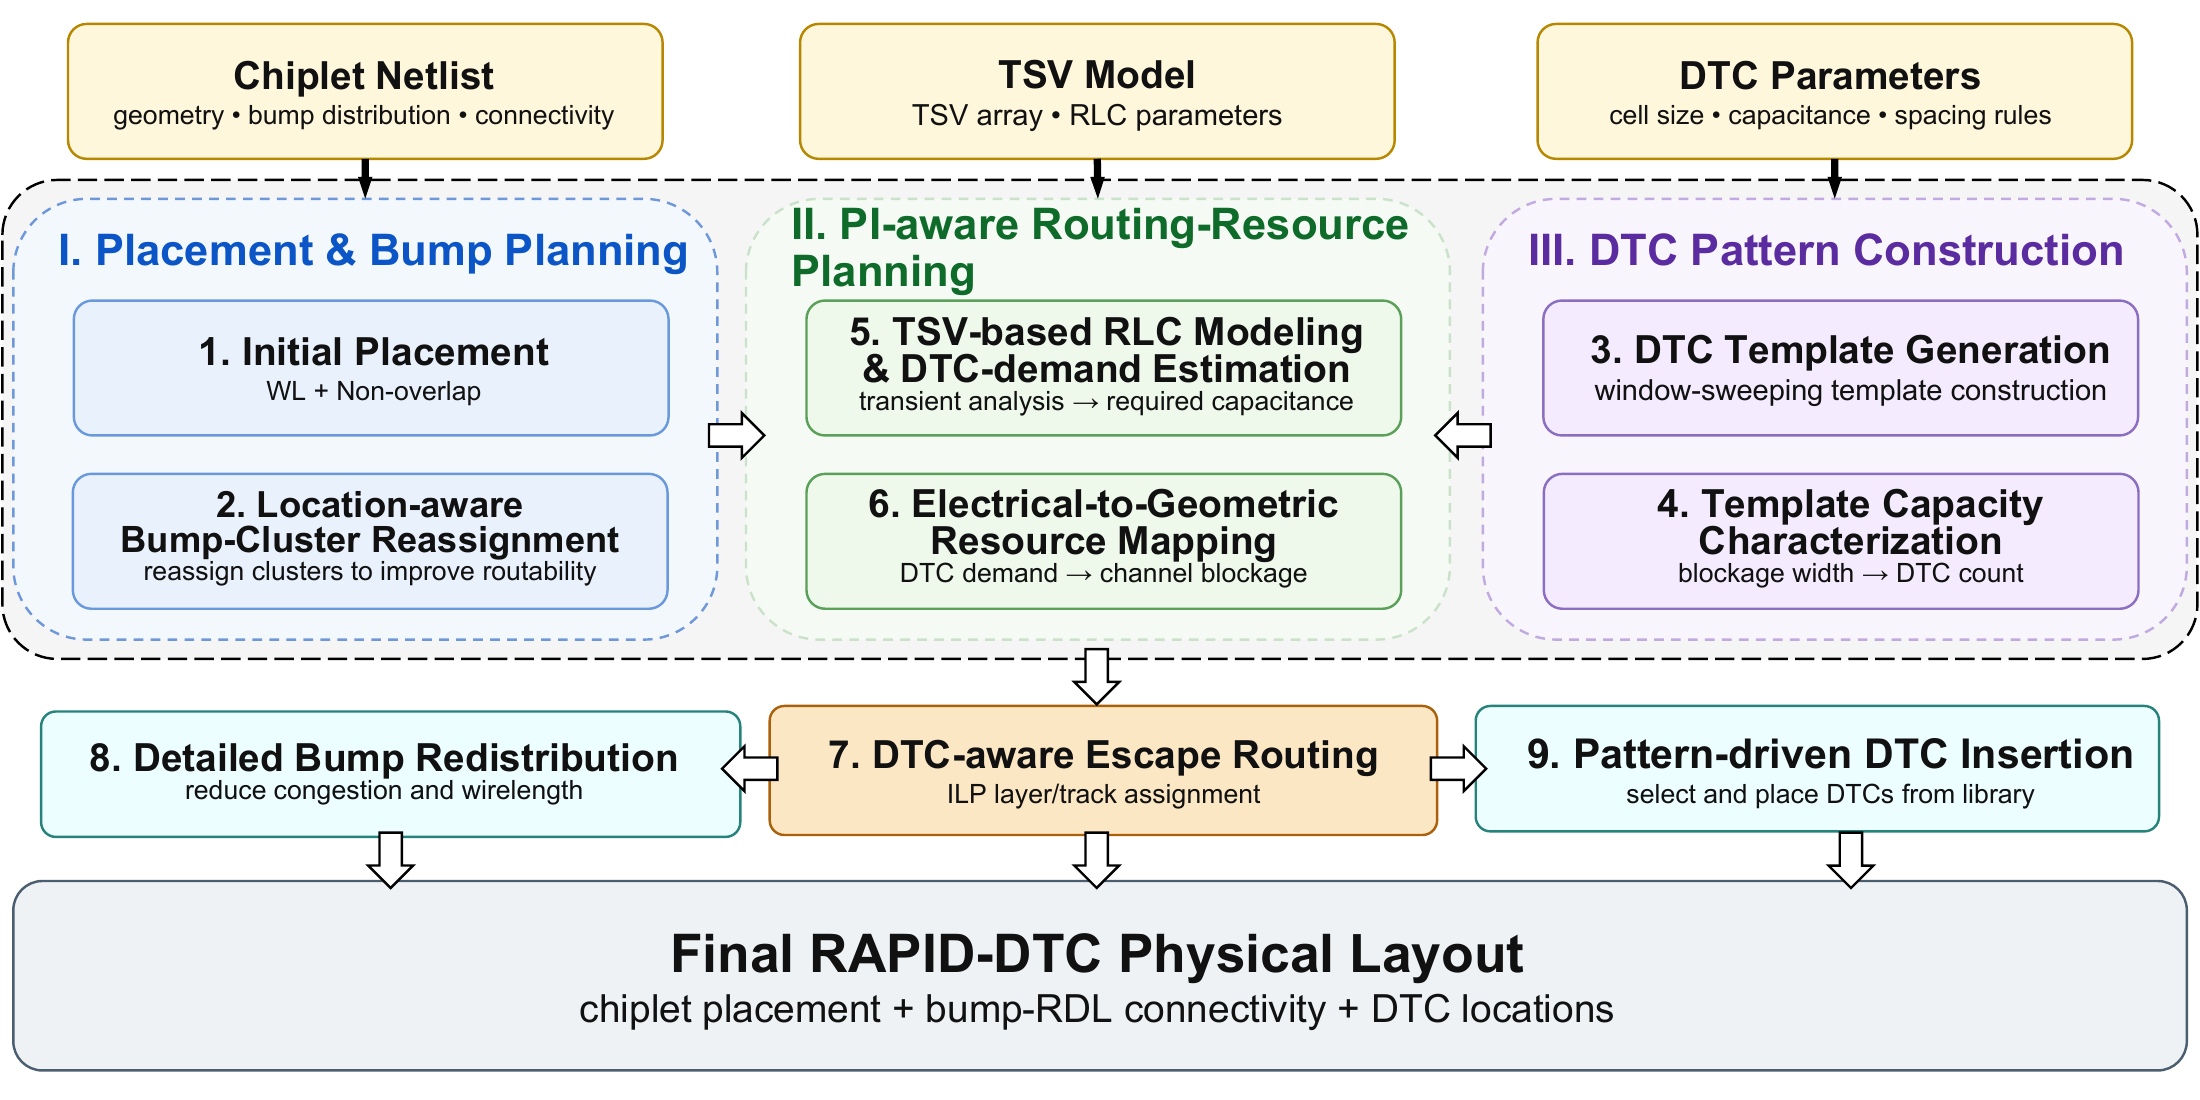 Chiplet Netlist
geometry • bump distribution • connectivity
TSV Model
TSV array • RLC parameters
DTC Parameters
cell size • capacitance • spacing rules
I. Placement & Bump Planning
1. Initial Placement
WL + Non-overlap
2. Location-aware
Bump-Cluster Reassignment
reassign clusters to improve routability
II. PI-aware Routing-Resource
Planning
5. TSV-based RLC Modeling
& DTC-demand Estimation
transient analysis → required capacitance
6. Electrical-to-Geometric
Resource Mapping
DTC demand → channel blockage
III. DTC Pattern Construction
3. DTC Template Generation
window-sweeping template construction
4. Template Capacity
Characterization
blockage width → DTC count
8. Detailed Bump Redistribution
reduce congestion and wirelength
7. DTC-aware Escape Routing
ILP layer/track assignment
9. Pattern-driven DTC Insertion
select and place DTCs from library
Final RAPID-DTC Physical Layout
chiplet placement + bump-RDL connectivity + DTC locations